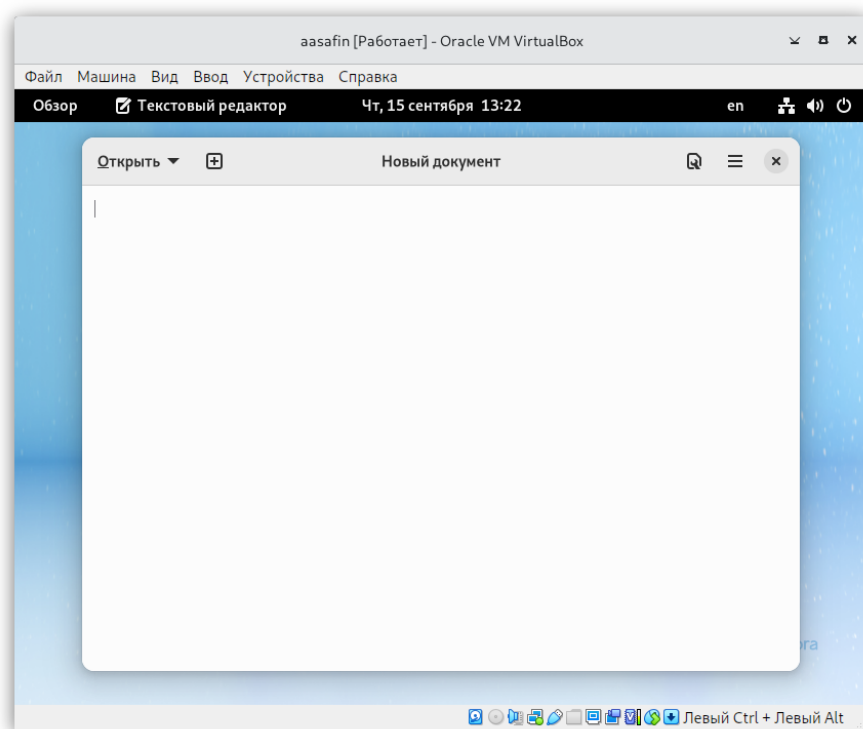 aasafin [Работает] - Oracle VM VirtualBox
Файл Машина Вид Ввод Устройства Справка
Обзор Текстовый редактор Чт, 15 сентября 13:22 en
Открыть Новый документ
Левый Ctrl + Левый Alt